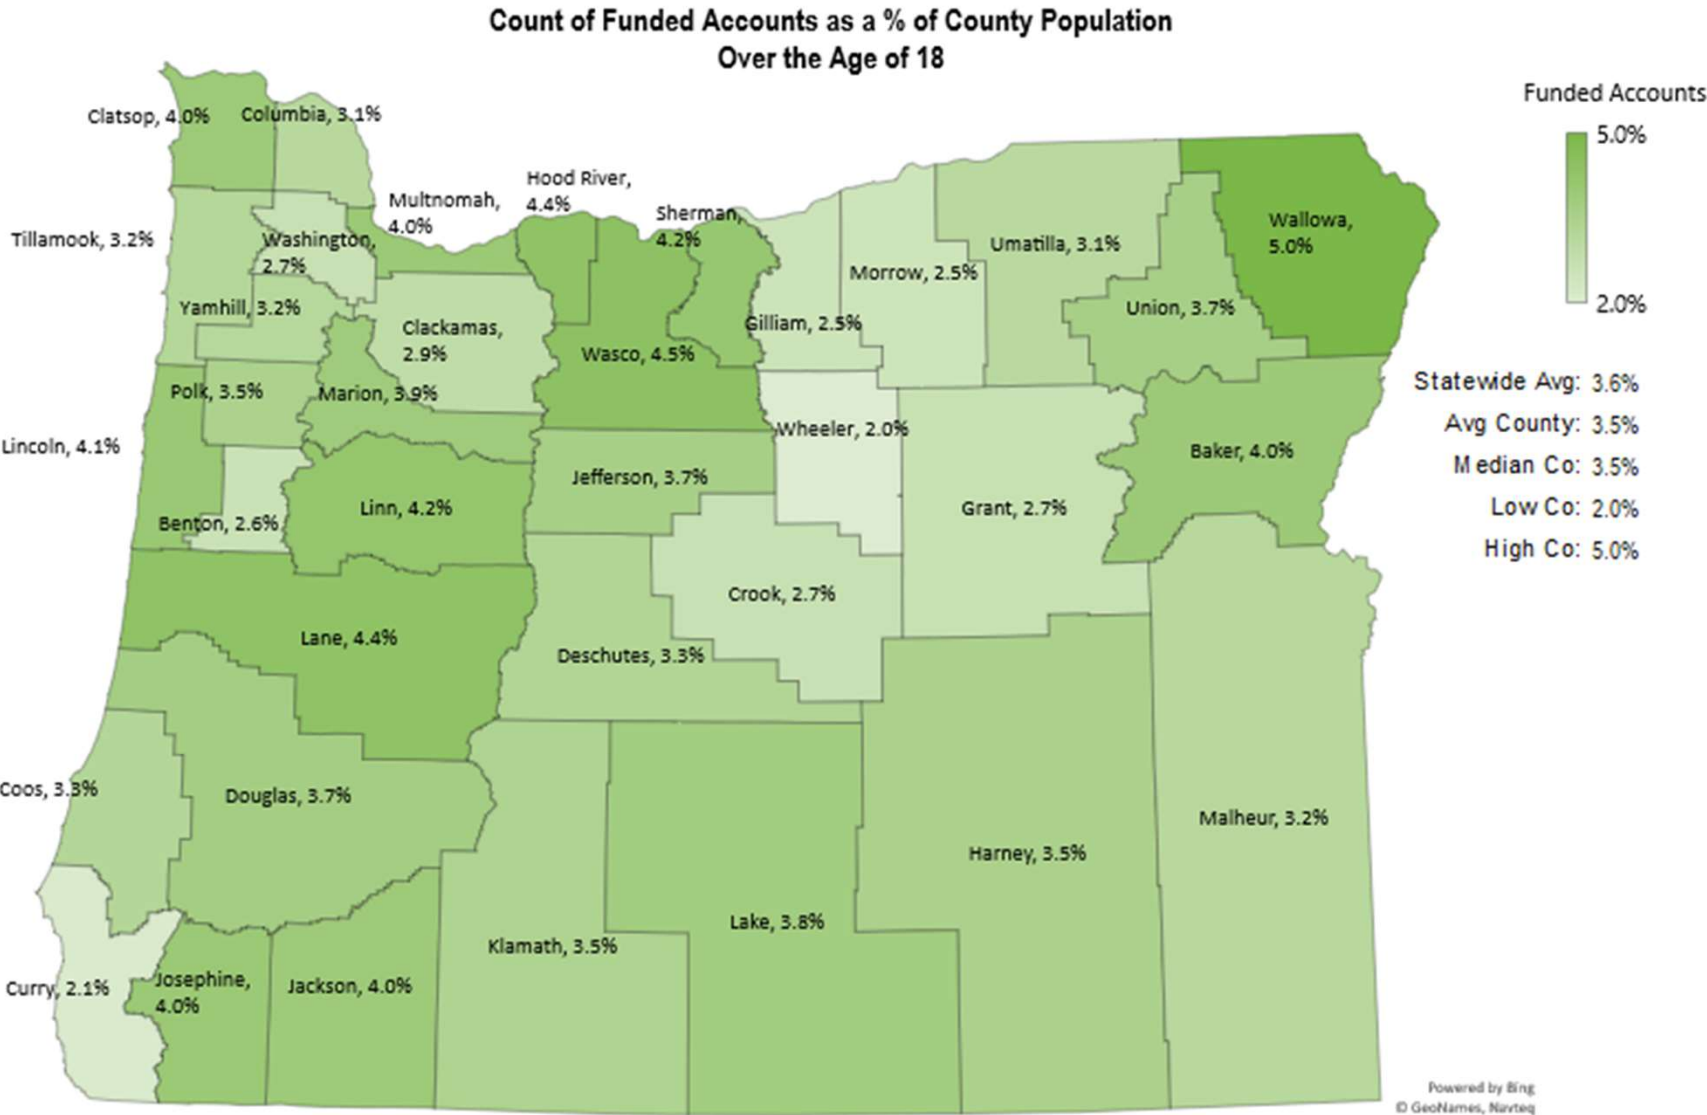 Count of Funded Accounts as a % of County Population
Over the Age of 18
Funded Accounts
5.0%
2.0%
Clatsop, 4.0%
Columbia, 3.1%
Multnomah,
4.0%
Hood River,
4.4%
Sherman,
4.2%
Wallowa,
5.0%
Tillamook, 3.2%
Washington,
2.7%
Umatilla, 3.1%
Morrow, 2.5%
Yamhill, 3.2%
Clackamas,
2.9%
Gilliam, 2.5%
Union, 3.7%
Wasco, 4.5%
Polk, 3.5%
Marion, 3.9%
Wheeler, 2.0%
Lincoln, 4.1%
Jefferson, 3.7%
Baker, 4.0%
Benton, 2.6%
Linn, 4.2%
Grant, 2.7%
Crook, 2.7%
Lane, 4.4%
Deschutes, 3.3%
Coos, 3.3%
Douglas, 3.7%
Malheur, 3.2%
Harney, 3.5%
Lake, 3.8%
Klamath, 3.5%
Curry, 2.1%
Josephine,
4.0%
Jackson, 4.0%
Statewide Avg: 3.6%
Avg County: 3.5%
Median Co: 3.5%
Low Co: 2.0%
High Co: 5.0%
Powered by Bing
© GeoNames, Navteq